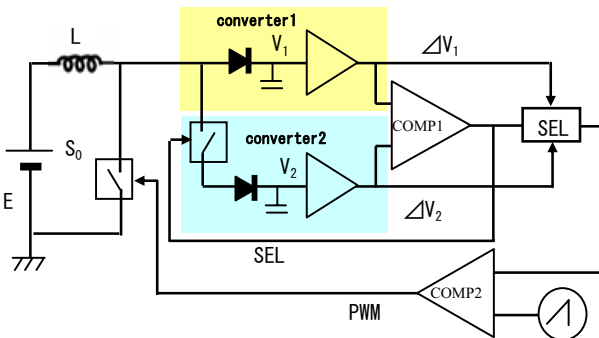 converter1
L
V1
⊿V1
COMP1
SEL
S0
converter2
V2
⊿V2
E
SEL
COMP2
PWM